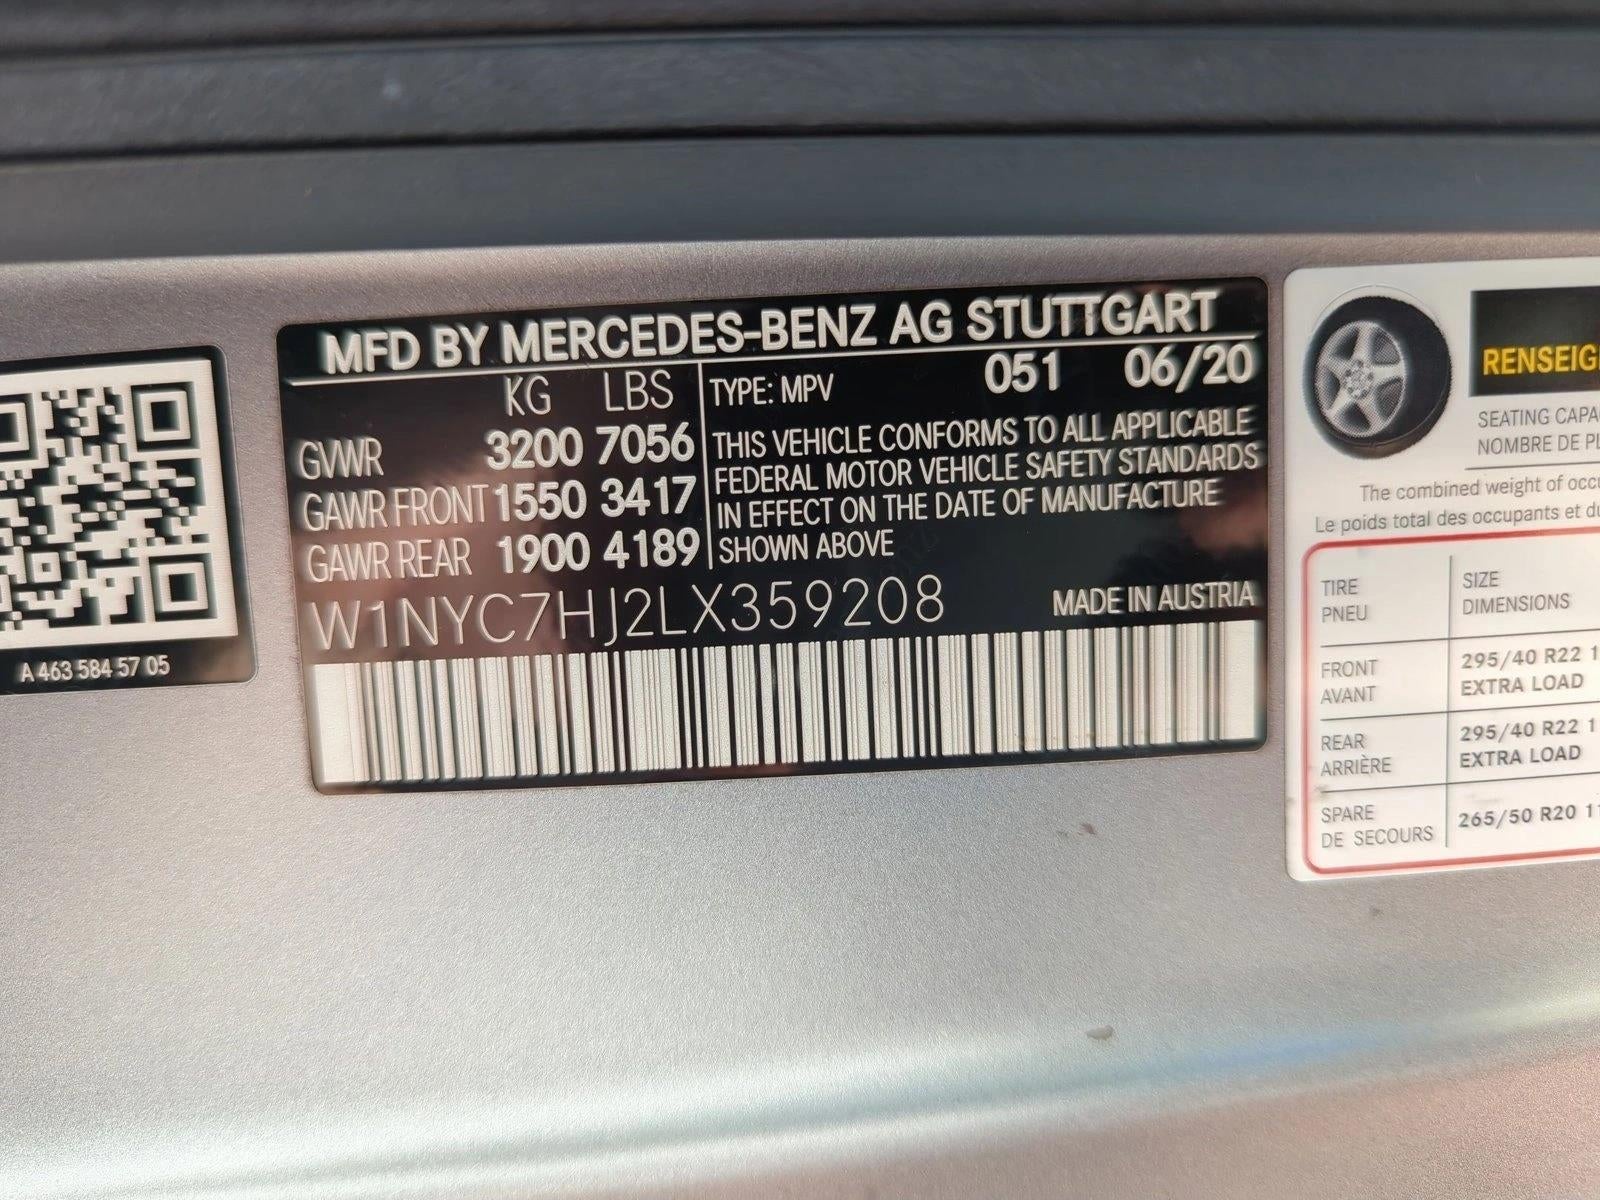 MFD BY MERCEDES-BENZ AG STUTTGART
KG LBS
GVWR 3200 7056
GAWR FRONT 1550 3417
GAWR REAR 1900 4189
TYPE: MPV 051 06/20
THIS VEHICLE CONFORMS TO ALL APPLICABLE
FEDERAL MOTOR VEHICLE SAFETY STANDARDS
IN EFFECT ON THE DATE OF MANUFACTURE
SHOWN ABOVE
W1NYC7HJ2LX359208 MADE IN AUSTRIA
A 463 584 57 05
SEATING
NOMBRE DE
The combined weight of
Le poids total des occupants et
TIRE SIZE
PNEU DIMENSIONS
FRONT 295/40 R22
AVANT EXTRA LOAD
REAR 295/40 R22
ARRIÈRE EXTRA LOAD
SPARE 265/50 R20
DE SECOURS